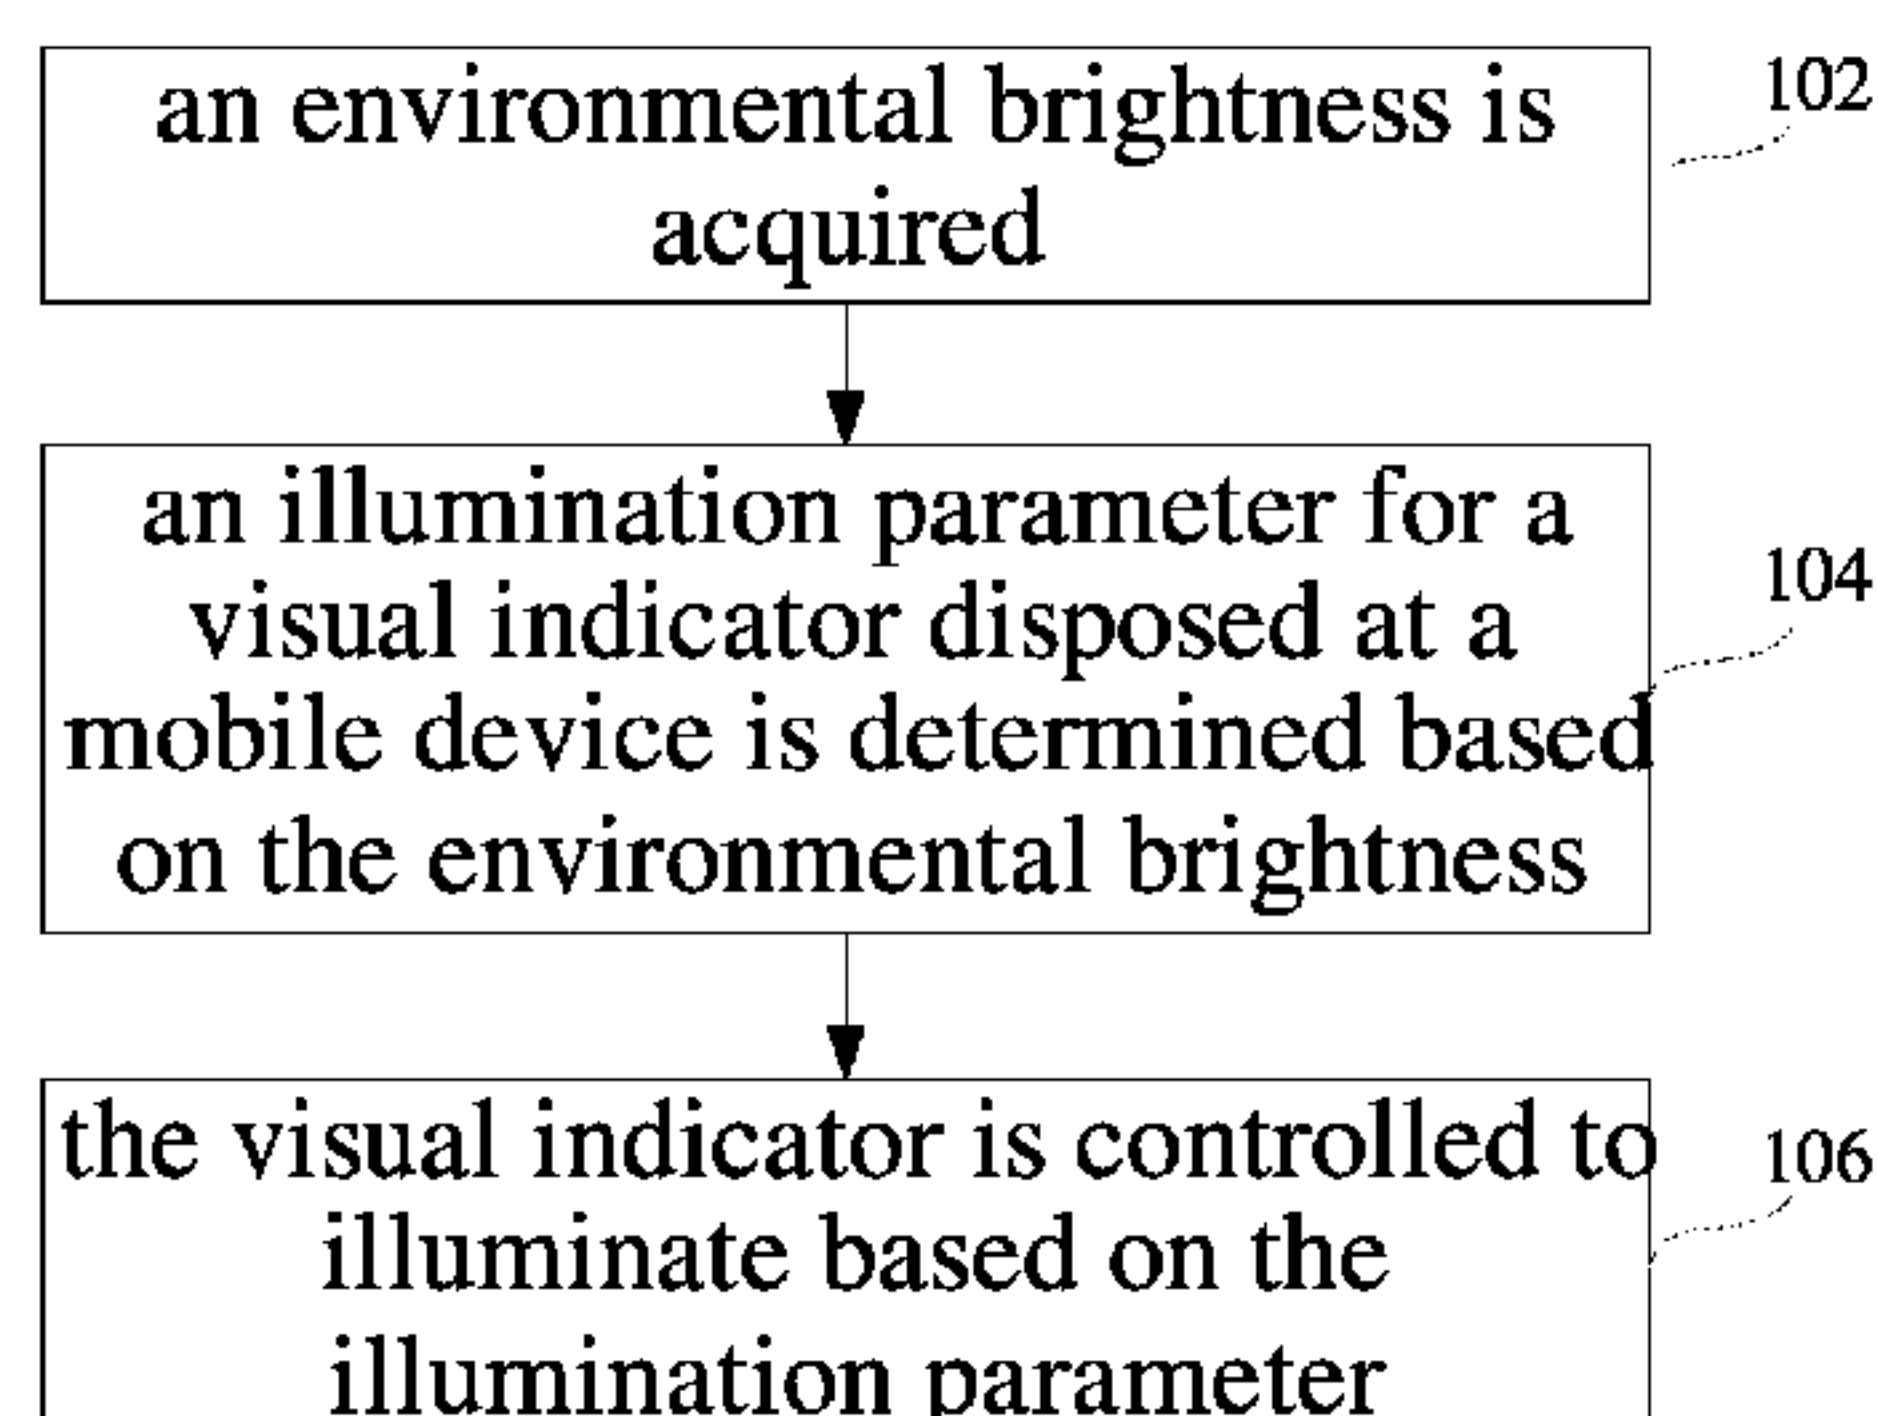 an environmental brightness is
acquired
102
an illumination parameter for a
visual indicator disposed at a
mobile device is determined based
on the environmental brightness
104
the visual indicator is controlled to
illuminate based on the
illumination parameter
106